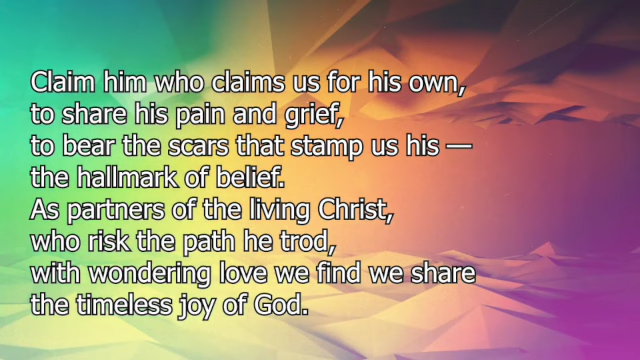 Claim him who claims us for his own,
to share his pain and grief,
to bear the scars that stamp us his —
the hallmark of belief.
As partners of the living Christ,
who risk the path he trod,
with wondering love we find we share
the timeless joy of God.